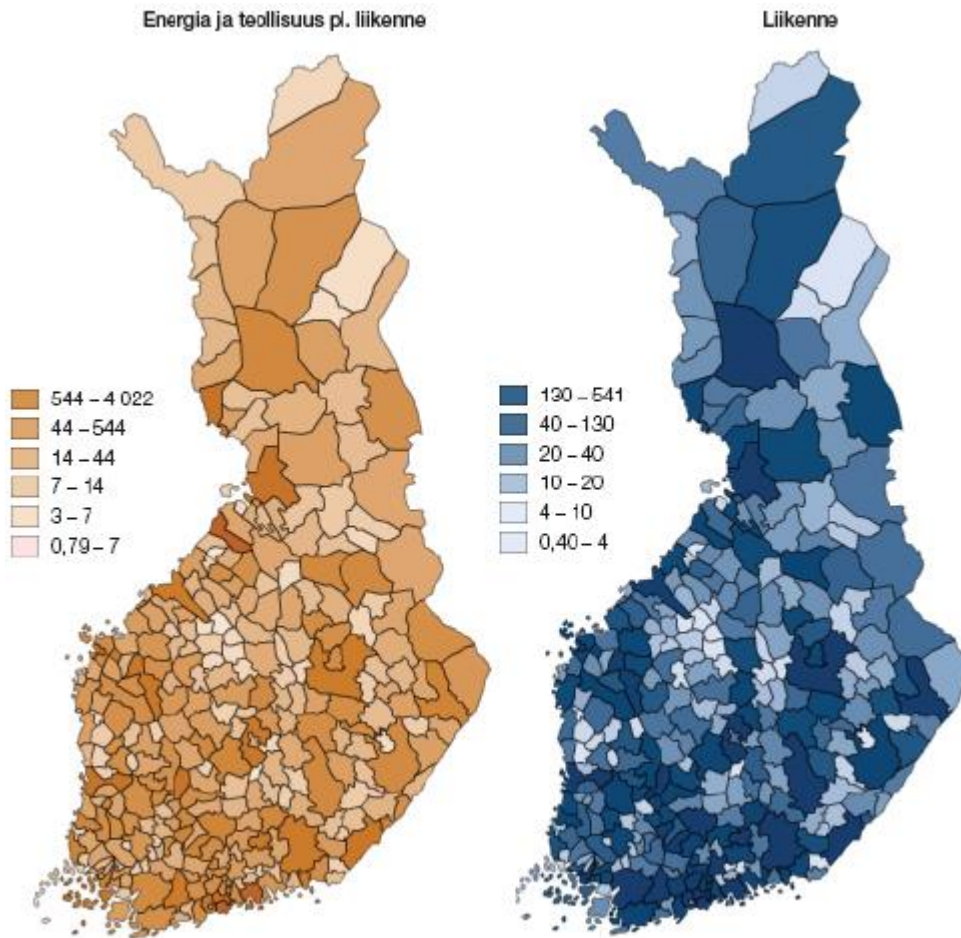 Energia ja teollisuus pl. liikenne
Liikenne
544 – 4 022
44 – 544
14 – 44
7 – 14
3 – 7
0,79 – 7
130 – 541
40 – 130
20 – 40
10 – 20
4 – 10
0,40 – 4